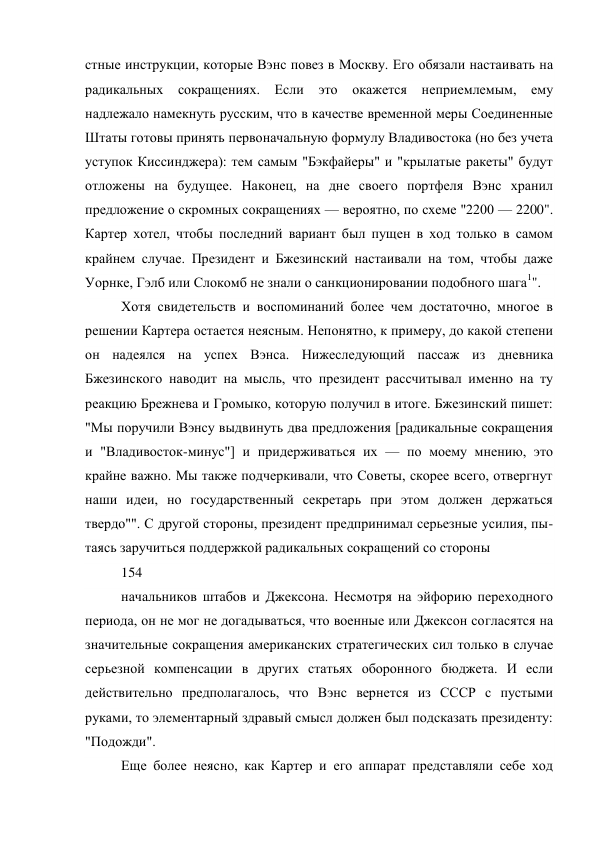 стные инструкции, которые Вэнс повез в Москву. Его обязали настаивать на
радикальных сокращениях. Если это окажется неприемлемым, ему
надлежало намекнуть русским, что в качестве временной меры Соединенные
Штаты готовы принять первоначальную формулу Владивостока (но без учета
уступок Киссинджера): тем самым "Бэкфайеры" и "крылатые ракеты" будут
отложены на будущее. Наконец, на дне своего портфеля Вэнс хранил
предложение о скромных сокращениях — вероятно, по схеме "2200 — 2200".
Картер хотел, чтобы последний вариант был пущен в ход только в самом
крайнем случае. Президент и Бжезинский настаивали на том, чтобы даже
Уорнке, Гэлб или Слокомб не знали о санкционировании подобного шага¹".
Хотя свидетельств и воспоминаний более чем достаточно, многое в
решении Картера остается неясным. Непонятно, к примеру, до какой степени
он надеялся на успех Вэнса. Нижеследующий пассаж из дневника
Бжезинского наводит на мысль, что президент рассчитывал именно на ту
реакцию Брежнева и Громыко, которую получил в итоге. Бжезинский пишет:
"Мы поручили Вэнсу выдвинуть два предложения [радикальные сокращения
и "Владивосток-минус"] и придерживаться их — по моему мнению, это
крайне важно. Мы также подчеркивали, что Советы, скорее всего, отвергнут
наши идеи, но государственный секретарь при этом должен держаться
твердо"". С другой стороны, президент предпринимал серьезные усилия, пы-
таясь заручиться поддержкой радикальных сокращений со стороны
154
начальников штабов и Джексона. Несмотря на эйфорию переходного
периода, он не мог не догадываться, что военные или Джексон согласятся на
значительные сокращения американских стратегических сил только в случае
серьезной компенсации в других статьях оборонного бюджета. И если
действительно предполагалось, что Вэнс вернется из СССР с пустыми
руками, то элементарный здравый смысл должен был подсказать президенту:
"Подожди".
Еще более неясно, как Картер и его аппарат представляли себе ход